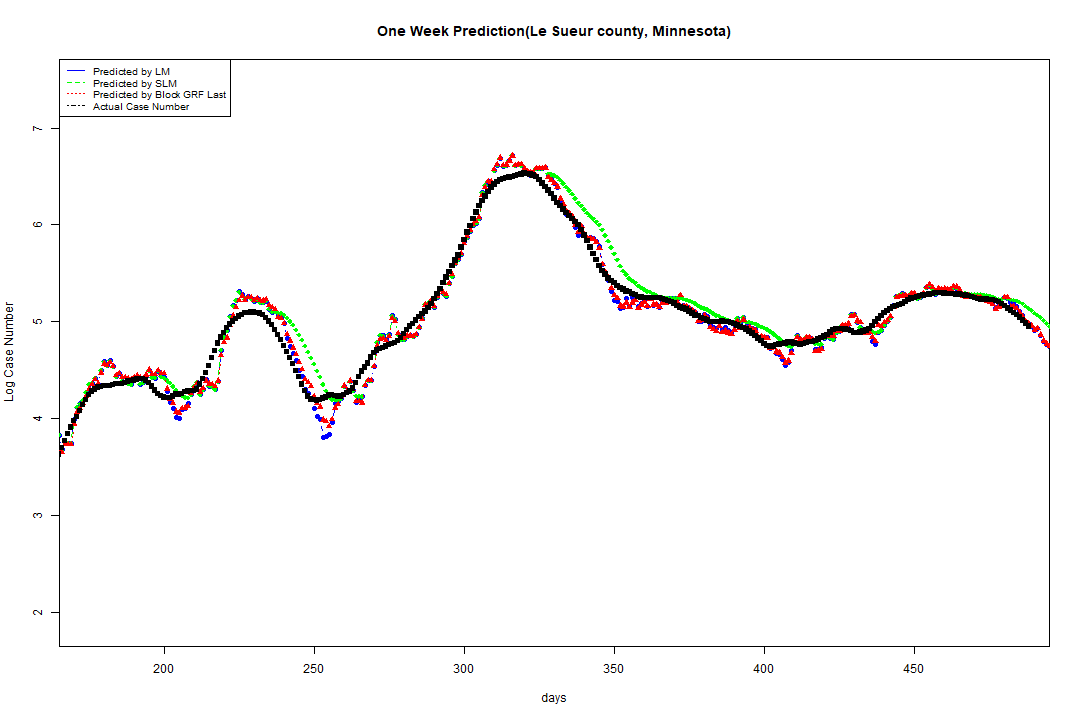 One Week Prediction(Le Sueur county, Minnesota)
Predicted by LM
Predicted by SLM
Predicted by Block GRF Last
Actual Case Number
Log Case Number
7
6
5
4
3
2
200 250 300 350 400 450
days